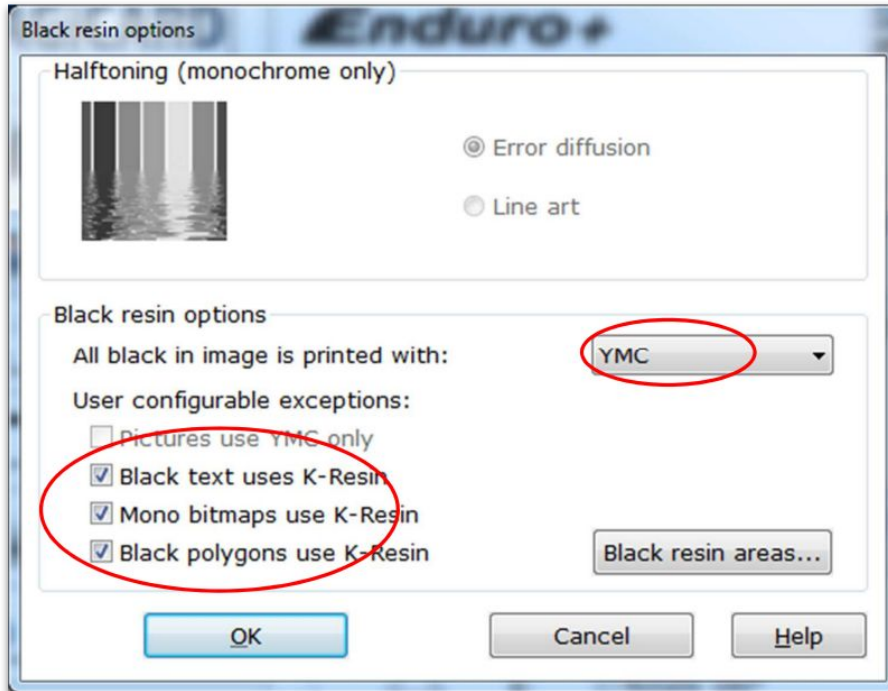 Enduro+
Black resin options
Halftoning (monochrome only)
Error diffusion
Line art
Black resin options
All black in image is printed with: YMC
User configurable exceptions:
Pictures use YMC only
Black text uses K-Resin
Mono bitmaps use K-Resin
Black polygons use K-Resin
Black resin areas...
OK Cancel Help